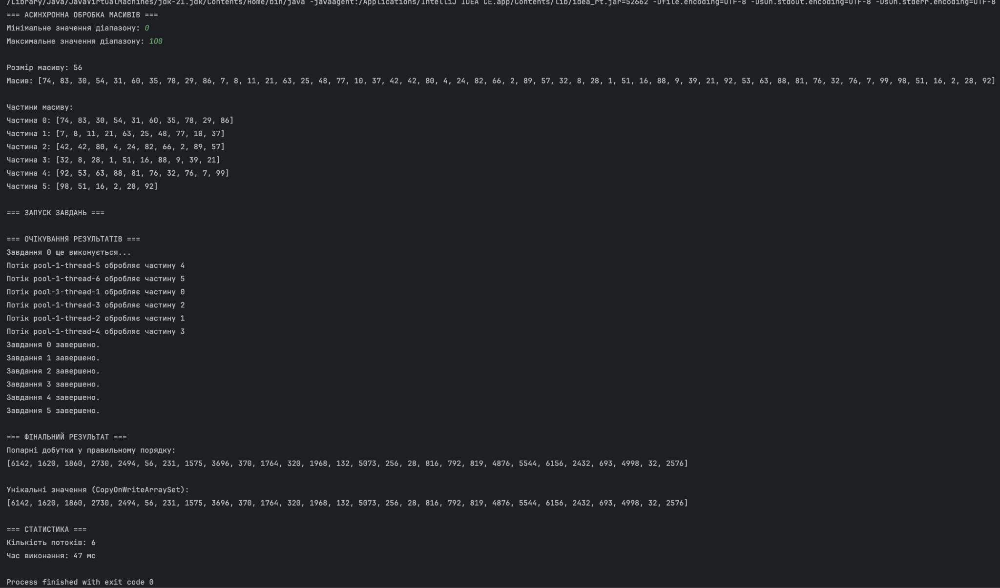 /Library/Java/JavaVirtualMachines/jdk-21.jdk/Contents/Home/bin/java -javaagent:/Applications/IntelliJ IDEA CE.app/Contents/lib/idea_rt.jar=52662 -Dfile.encoding=UTF-8 -Dsun.stdout.encoding=UTF-8 -Dsun.stderr.encoding=UTF-8
=== АСИНХРОННА ОБРОБКА МАСИВІВ ===
Мінімальне значення діапазону: 0
Максимальне значення діапазону: 100
Розмір масиву: 56
Масив: [74, 83, 30, 54, 31, 60, 35, 78, 29, 86, 7, 8, 11, 21, 63, 25, 48, 77, 10, 37, 42, 42, 80, 4, 24, 82, 66, 2, 89, 57, 32, 8, 28, 1, 51, 16, 88, 9, 39, 21, 92, 53, 63, 88, 81, 76, 32, 76, 7, 99, 98, 51, 16, 2, 28, 92]
Частини масиву:
Частина 0: [74, 83, 30, 54, 31, 60, 35, 78, 29, 86]
Частина 1: [7, 8, 11, 21, 63, 25, 48, 77, 10, 37]
Частина 2: [42, 42, 80, 4, 24, 82, 66, 2, 89, 57]
Частина 3: [32, 8, 28, 1, 51, 16, 88, 9, 39, 21]
Частина 4: [92, 53, 63, 88, 81, 76, 32, 76, 7, 99]
Частина 5: [98, 51, 16, 2, 28, 92]
=== ЗАПУСК ЗАВДАНЬ ===
=== ОЧІКУВАННЯ РЕЗУЛЬТАТІВ ===
Завдання 0 ще виконується...
Потік pool-1-thread-5 обробляє частину 4
Потік pool-1-thread-6 обробляє частину 5
Потік pool-1-thread-1 обробляє частину 0
Потік pool-1-thread-3 обробляє частину 2
Потік pool-1-thread-2 обробляє частину 1
Потік pool-1-thread-4 обробляє частину 3
Завдання 0 завершено.
Завдання 1 завершено.
Завдання 2 завершено.
Завдання 3 завершено.
Завдання 4 завершено.
Завдання 5 завершено.
=== ФІНАЛЬНИЙ РЕЗУЛЬТАТ ===
Попарні добутки у правильному порядку:
[6142, 1620, 1860, 2730, 2494, 56, 231, 1575, 3696, 370, 1764, 320, 1968, 132, 5073, 256, 28, 816, 792, 819, 4876, 5544, 6156, 2432, 693, 4998, 32, 2576]
Унікальні значення (CopyOnWriteArraySet):
[6142, 1620, 1860, 2730, 2494, 56, 231, 1575, 3696, 370, 1764, 320, 1968, 132, 5073, 256, 28, 816, 792, 819, 4876, 5544, 6156, 2432, 693, 4998, 32, 2576]
=== СТАТИСТИКА ===
Кількість потоків: 6
Час виконання: 47 мс
Process finished with exit code 0